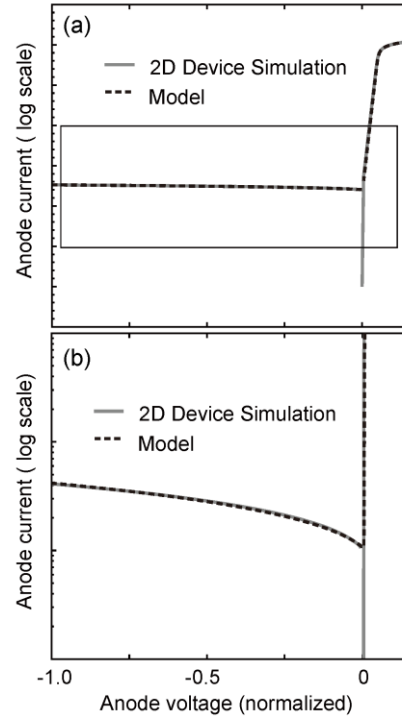 (a)
2D Device Simulation
Model
Anode current ( log scale)
(b)
2D Device Simulation
Model
Anode current ( log scale)
-1.0
-0.5
0
Anode voltage (normalized)